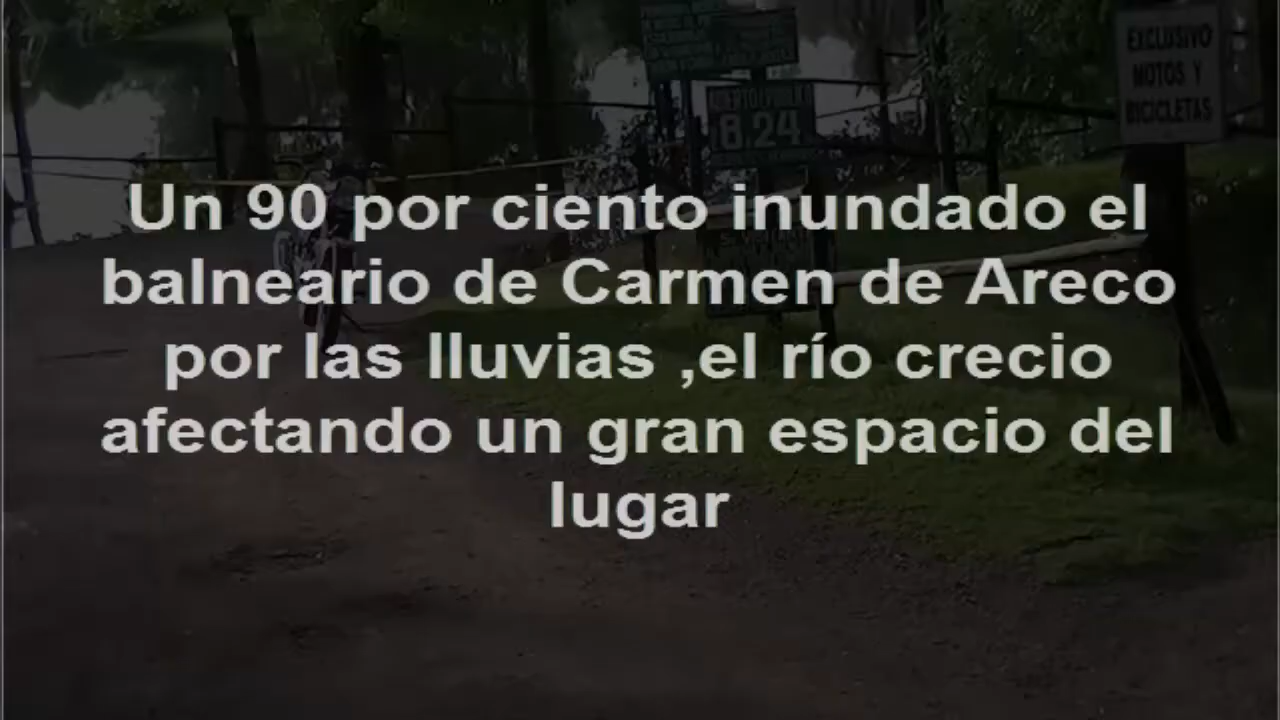 EXCLUSIVO
MOTOS Y
BICICLETAS
8.24
Un 90 por ciento inundado el
balneario de Carmen de Areco
por las lluvias ,el río crecio
afectando un gran espacio del
lugar